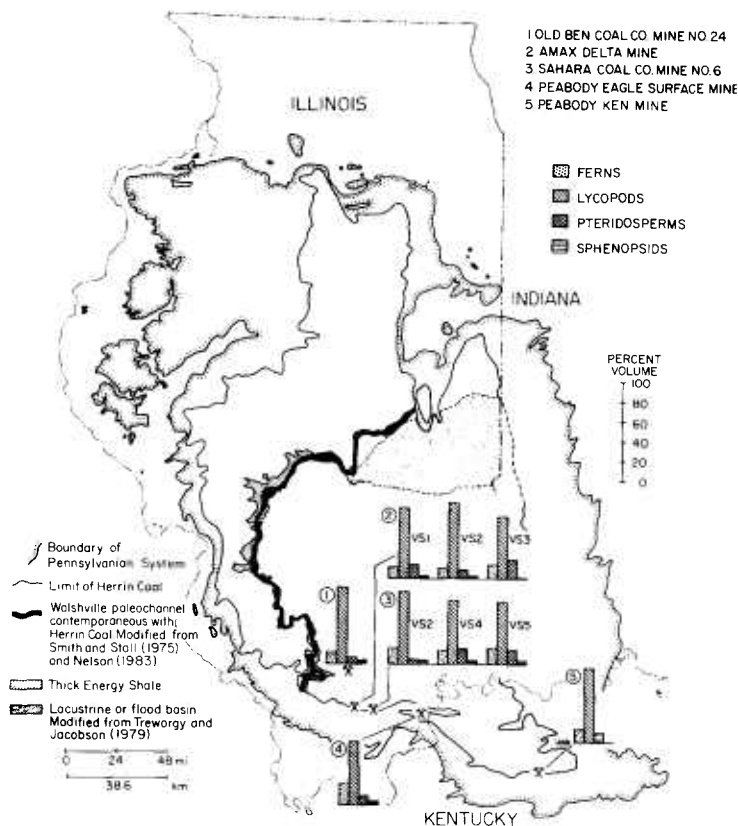 1 OLD BEN COAL CO. MINE NO. 24
2 AMAX DELTA MINE
3 SAHARA COAL CO. MINE NO. 6
4 PEABODY EAGLE SURFACE MINE
5 PEABODY KEN MINE
ILLINOIS
FERNS
LYCOPODS
PTERIDOSPERMS
SPHENOPSIDS
INDIANA
PERCENT
VOLUME
100
80
60
40
20
0
2
VS1
VS2
VS3
1
3
VS2
VS4
VS5
5
4
Boundary of
Pennsylvanian System
Limit of Herrin Coal
Walshville paleochannel
contemporaneous with
Herrin Coal Modified from
Smith and Stall (1975)
and Nelson (1983)
Thick Energy Shale
Lacustrine or flood basin
Modified from Treworgy and
Jacobson (1979)
0 24 48 mi
38.6 km
KENTUCKY